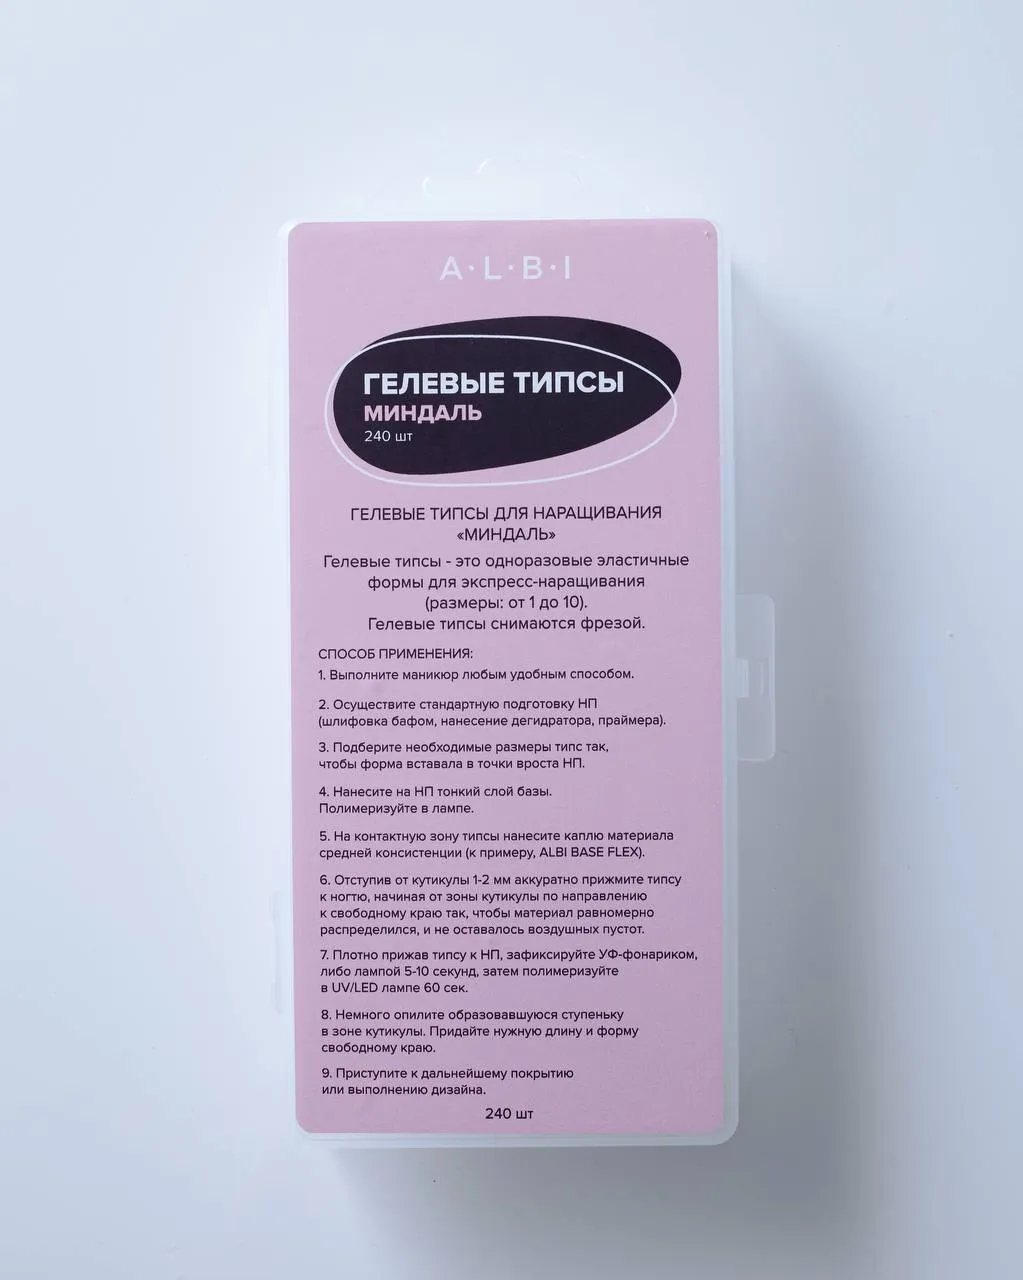 A·L·B·I
ГЕЛЕВЫЕ ТИПСЫ
МИНДАЛЬ
240 шт
ГЕЛЕВЫЕ ТИПСЫ ДЛЯ НАРАЩИВАНИЯ
«МИНДАЛЬ»
Гелевые типсы - это одноразовые эластичные
формы для экспресс-наращивания
(размеры: от 1 до 10).
Гелевые типсы снимаются фрезой.
СПОСОБ ПРИМЕНЕНИЯ:
1. Выполните маникюр любым удобным способом.
2. Осуществите стандартную подготовку НП
(шлифовка бафом, нанесение дегидратора, праймера).
3. Подберите необходимые размеры типс так,
чтобы форма вставала в точки вроста НП.
4. Нанесите на НП тонкий слой базы.
Полимеризуйте в лампе.
5. На контактную зону типсы нанесите каплю материала
средней консистенции (к примеру, ALBI BASE FLEX).
6. Отступив от кутикулы 1-2 мм аккуратно прижмите типсу
к ногтю, начиная от зоны кутикулы по направлению
к свободному краю так, чтобы материал равномерно
распределился, и не оставалось воздушных пустот.
7. Плотно прижав типсу к НП, зафиксируйте УФ-фонариком,
либо лампой 5-10 секунд, затем полимеризуйте
в UV/LED лампе 60 сек.
8. Немного опилите образовавшуюся ступеньку
в зоне кутикулы. Придайте нужную длину и форму
свободному краю.
9. Приступите к дальнейшему покрытию
или выполнению дизайна.
240 шт